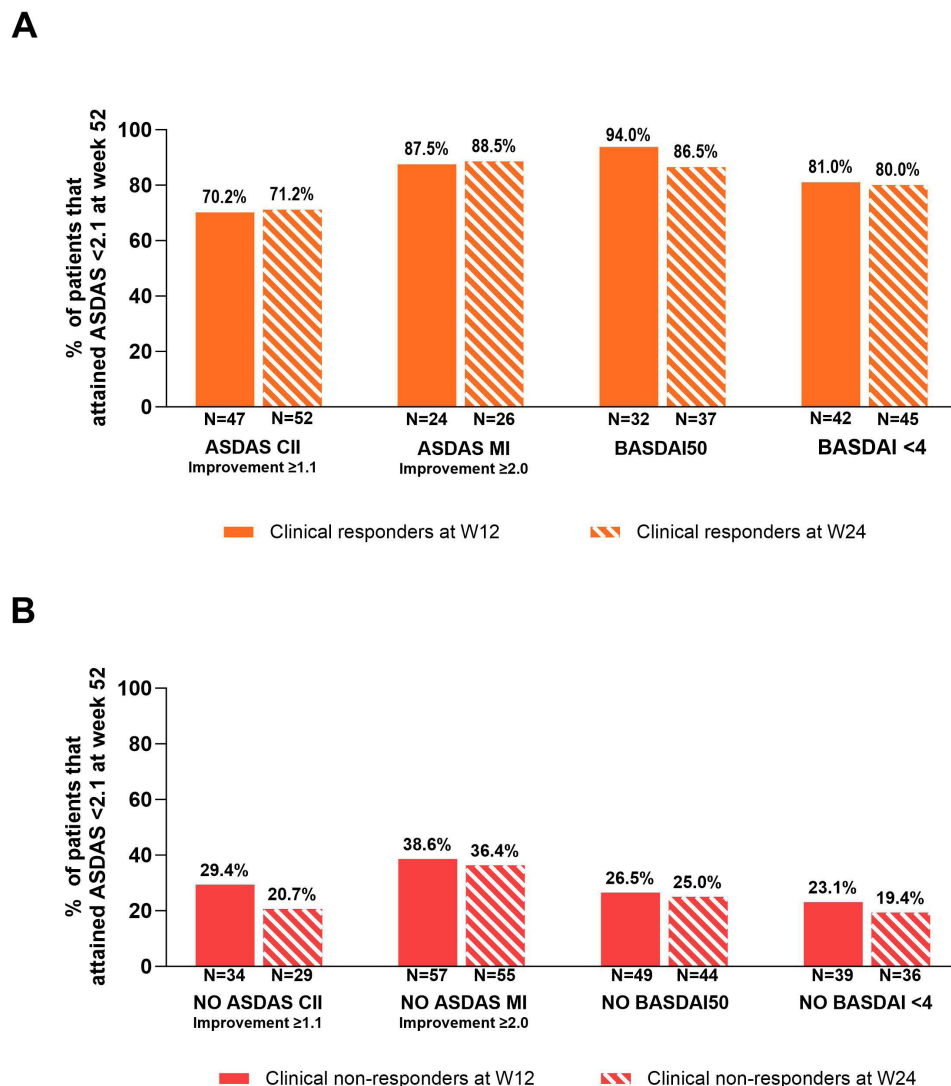 A
% of patients that
attained ASDAS <2.1 at week 52
100
80
60
40
20
0
70.2%
71.2%
87.5%
88.5%
94.0%
86.5%
81.0%
80.0%
N=47
N=52
N=24
N=26
N=32
N=37
N=42
N=45
ASDAS CII
Improvement ≥1.1
ASDAS MI
Improvement ≥2.0
BASDAI50
BASDAI <4
Clinical responders at W12
Clinical responders at W24
B
% of patients that
attained ASDAS <2.1 at week 52
100
80
60
40
20
0
29.4%
20.7%
38.6%
36.4%
26.5%
25.0%
23.1%
19.4%
N=34
N=29
N=57
N=55
N=49
N=44
N=39
N=36
NO ASDAS CII
Improvement ≥1.1
NO ASDAS MI
Improvement ≥2.0
NO BASDAI50
NO BASDAI <4
Clinical non-responders at W12
Clinical non-responders at W24